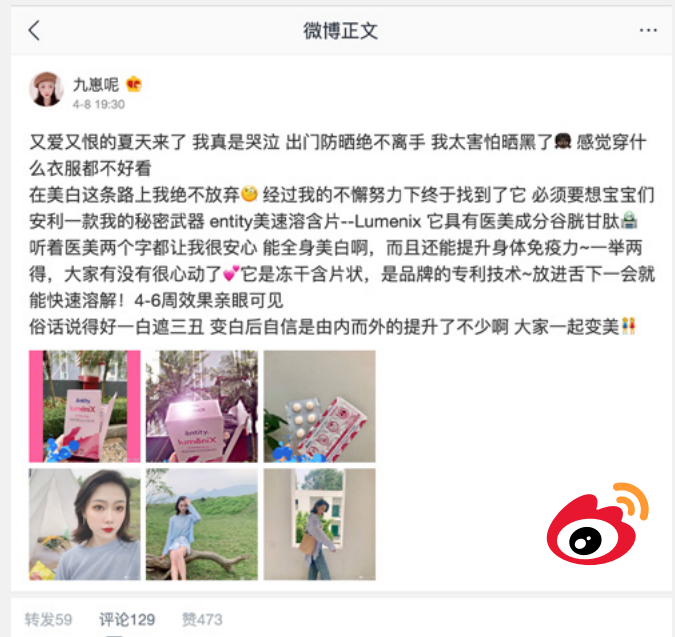 微博正文
九崽呢
4-8 19:30
又爱又恨的夏天来了 我真是哭泣 出门防晒绝不离手 我太害怕晒黑了 感觉穿什
么衣服都不好看
在美白这条路上我绝不放弃 经过我的不懈努力下终于找到了它 必须要想宝宝们
安利一款我的秘密武器 entity美速溶含片--Lumenix 它具有医美成分谷胱甘肽
听着医美两个字都让我很安心 能全身美白啊，而且还能提升身体免疫力~一举两
得，大家有没有很心动了 它是冻干含片状，是品牌的专利技术~放进舌下一会就
能快速溶解！4-6周效果亲眼可见
俗话说得好一白遮三丑 变白后自信是由内而外的提升了不少啊 大家一起变美
entity
lumeniX
entity.
lumeniX
转发59 评论129 赞473